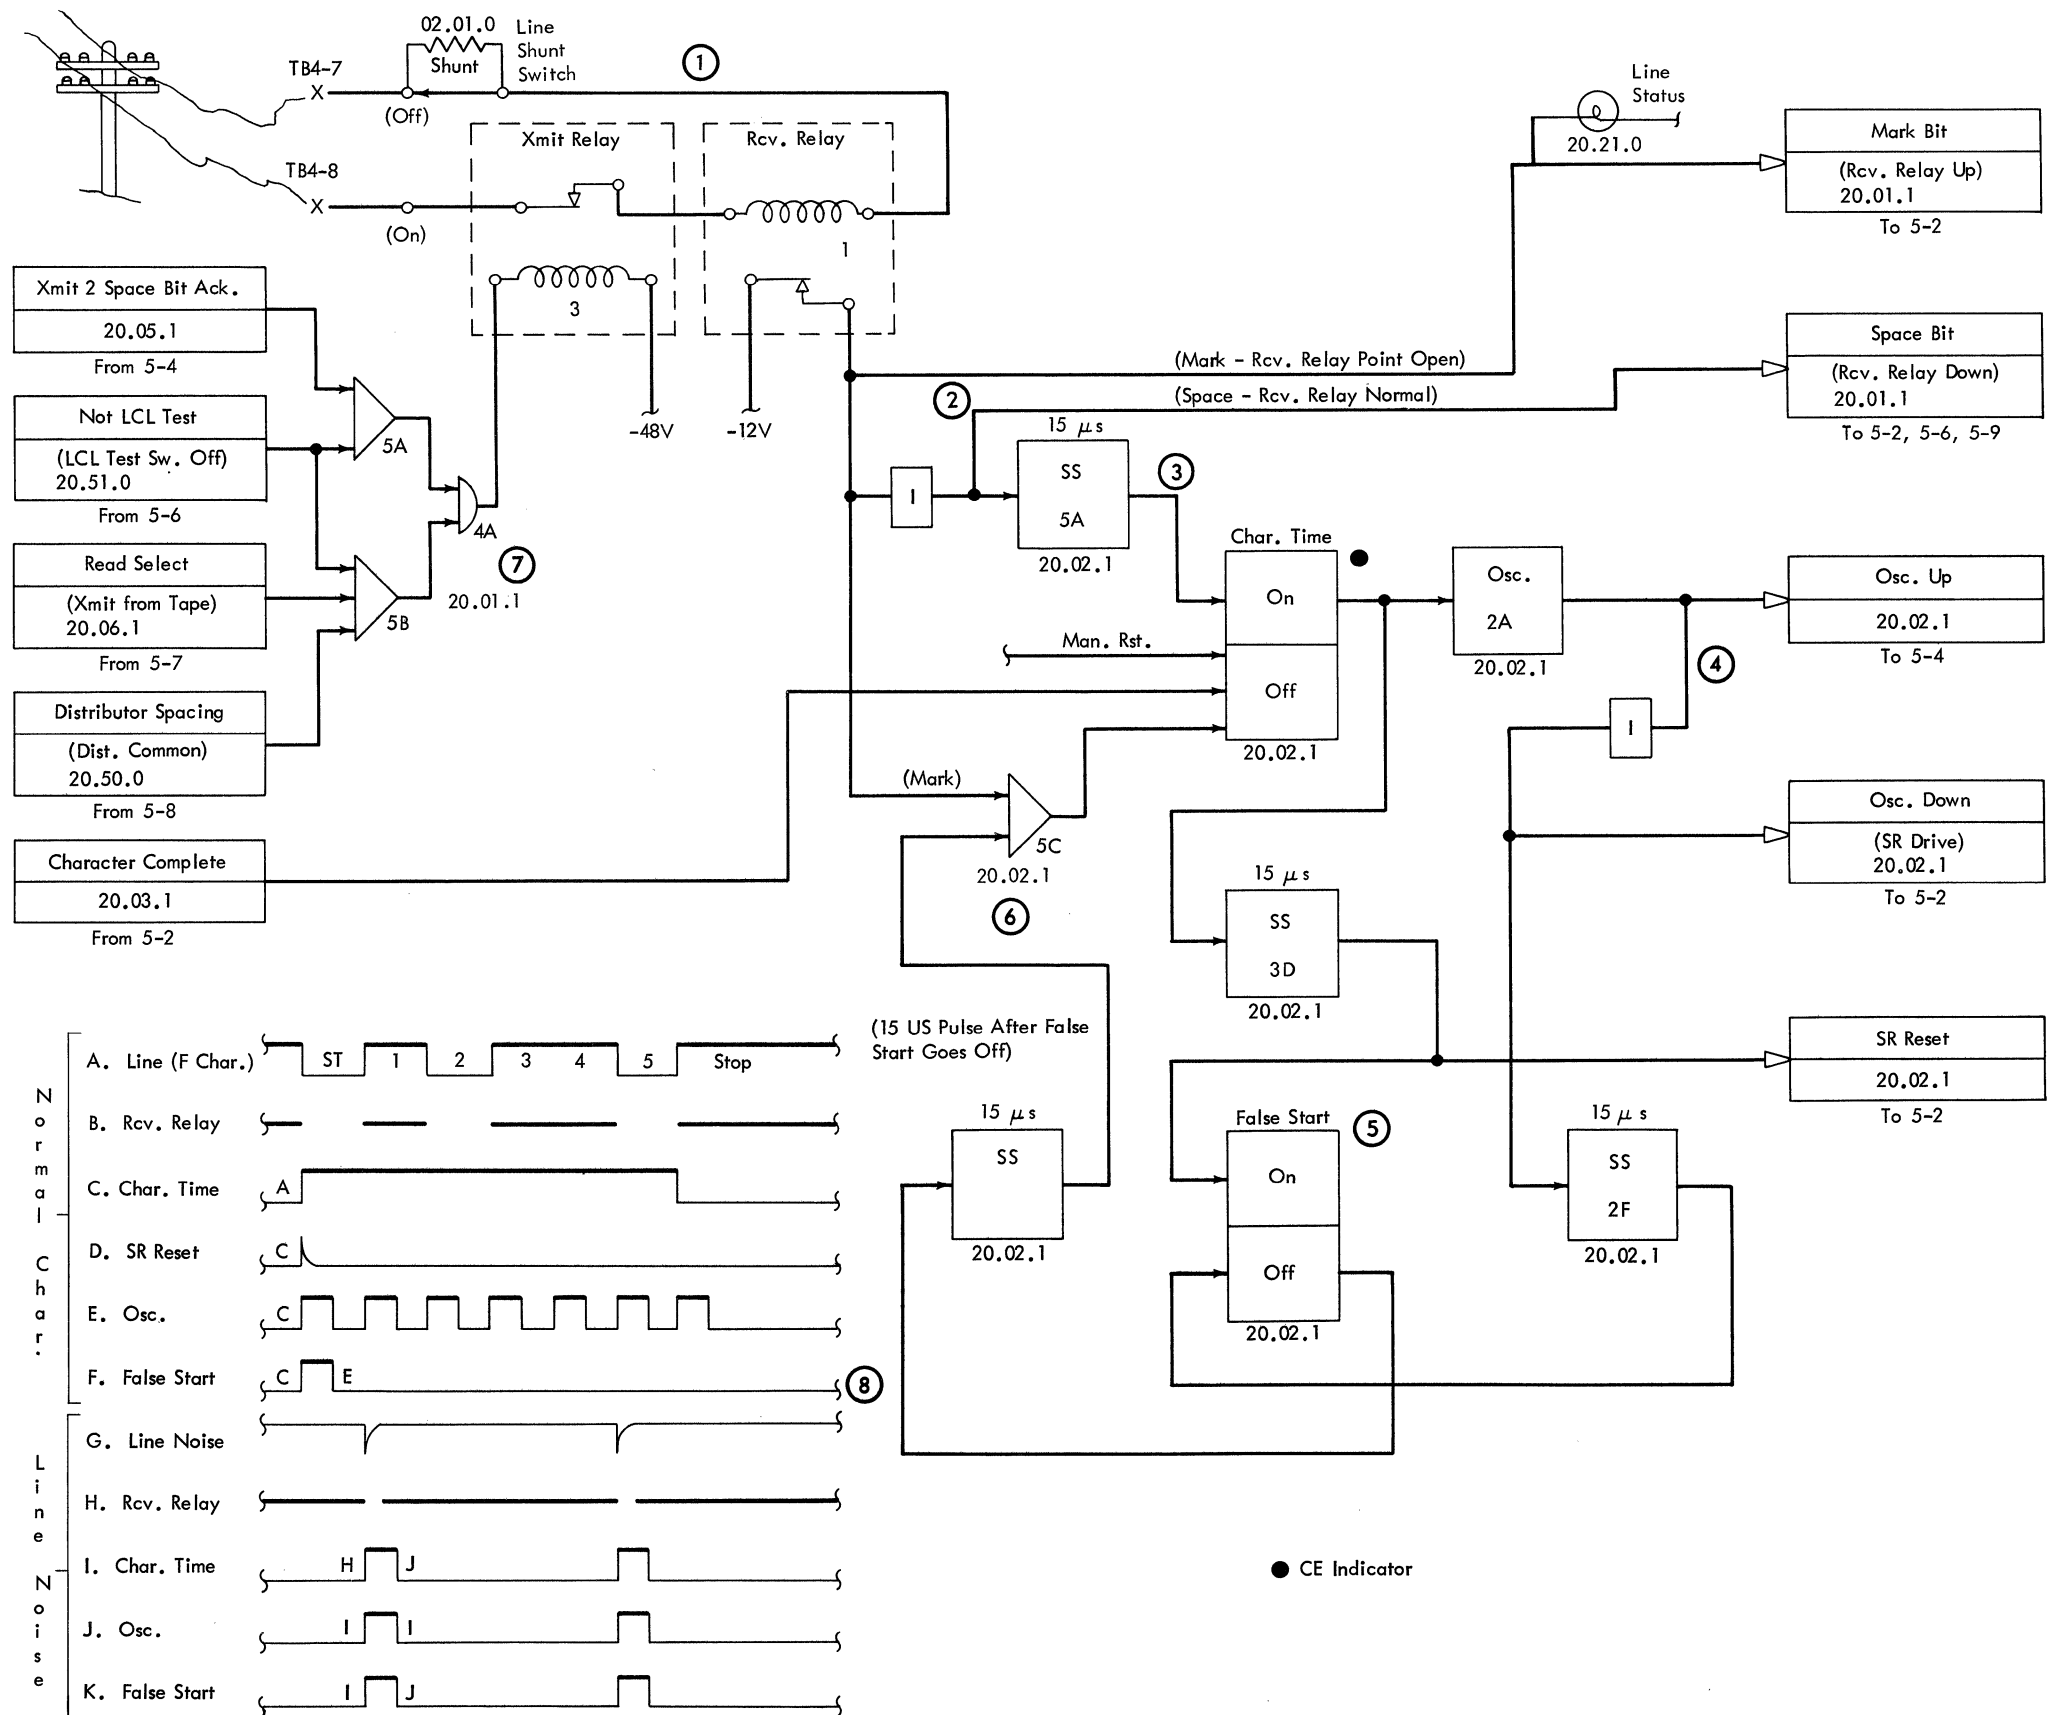 02.01.0
Line
Shunt
Switch
Shunt
TB4-7
X
(Off)
1
TB4-8
X
(On)
Xmit Relay
3
Rcv. Relay
1
-48V
-12V
Line
Status
20.21.0
Mark Bit
(Rcv. Relay Up)
20.01.1
To 5-2
Space Bit
(Rcv. Relay Down)
20.01.1
To 5-2, 5-6, 5-9
(Mark - Rcv. Relay Point Open)
(Space - Rcv. Relay Normal)
2
Xmit 2 Space Bit Ack.
20.05.1
From 5-4
Not LCL Test
(LCL Test Sw. Off)
20.51.0
From 5-6
Read Select
(Xmit from Tape)
20.06.1
From 5-7
Distributor Spacing
(Dist. Common)
20.50.0
From 5-8
Character Complete
20.03.1
From 5-2
5A
5B
4A
7
20.01.1
I
15 μs
SS
5A
20.02.1
3
Char. Time
On
Off
20.02.1
Man. Rst.
Osc.
2A
20.02.1
Osc. Up
20.02.1
To 5-4
4
I
Osc. Down
(SR Drive)
20.02.1
To 5-2
(Mark)
5C
20.02.1
6
15 μs
SS
3D
20.02.1
SR Reset
20.02.1
To 5-2
(15 US Pulse After False
Start Goes Off)
15 μs
SS
20.02.1
False Start
On
Off
20.02.1
5
15 μs
SS
2F
20.02.1
Normal Char.
A. Line (F Char.) ST 1 2 3 4 5 Stop
B. Rcv. Relay
C. Char. Time A
D. SR Reset C
E. Osc. C
F. False Start C E
8
Line Noise
G. Line Noise
H. Rcv. Relay
I. Char. Time H J
J. Osc. I I
K. False Start I J
CE Indicator